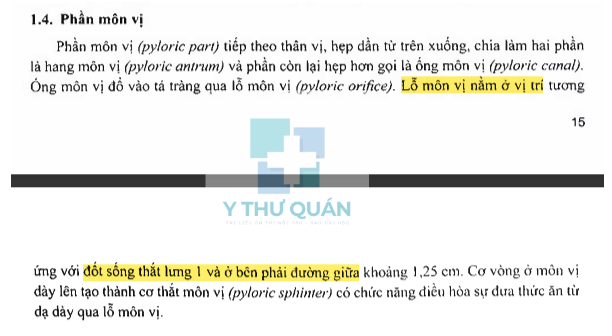 1.4. Phần môn vị
Phần môn vị (pyloric part) tiếp theo thân vị, hẹp dần từ trên xuống, chia làm hai phần
là hang môn vị (pyloric antrum) và phần còn lại hẹp hơn gọi là ống môn vị (pyloric canal).
Ống môn vị đổ vào tá tràng qua lỗ môn vị (pyloric orifice). Lỗ môn vị nằm ở vị trí tương
15
Y THƯ QUÁN
ứng với đốt sống thắt lưng 1 và ở bên phải đường giữa khoảng 1,25 cm. Cơ vòng ở môn vị
dày lên tạo thành cơ thắt môn vị (pyloric sphinter) có chức năng điều hòa sự đưa thức ăn từ
dạ dày qua lỗ môn vị.